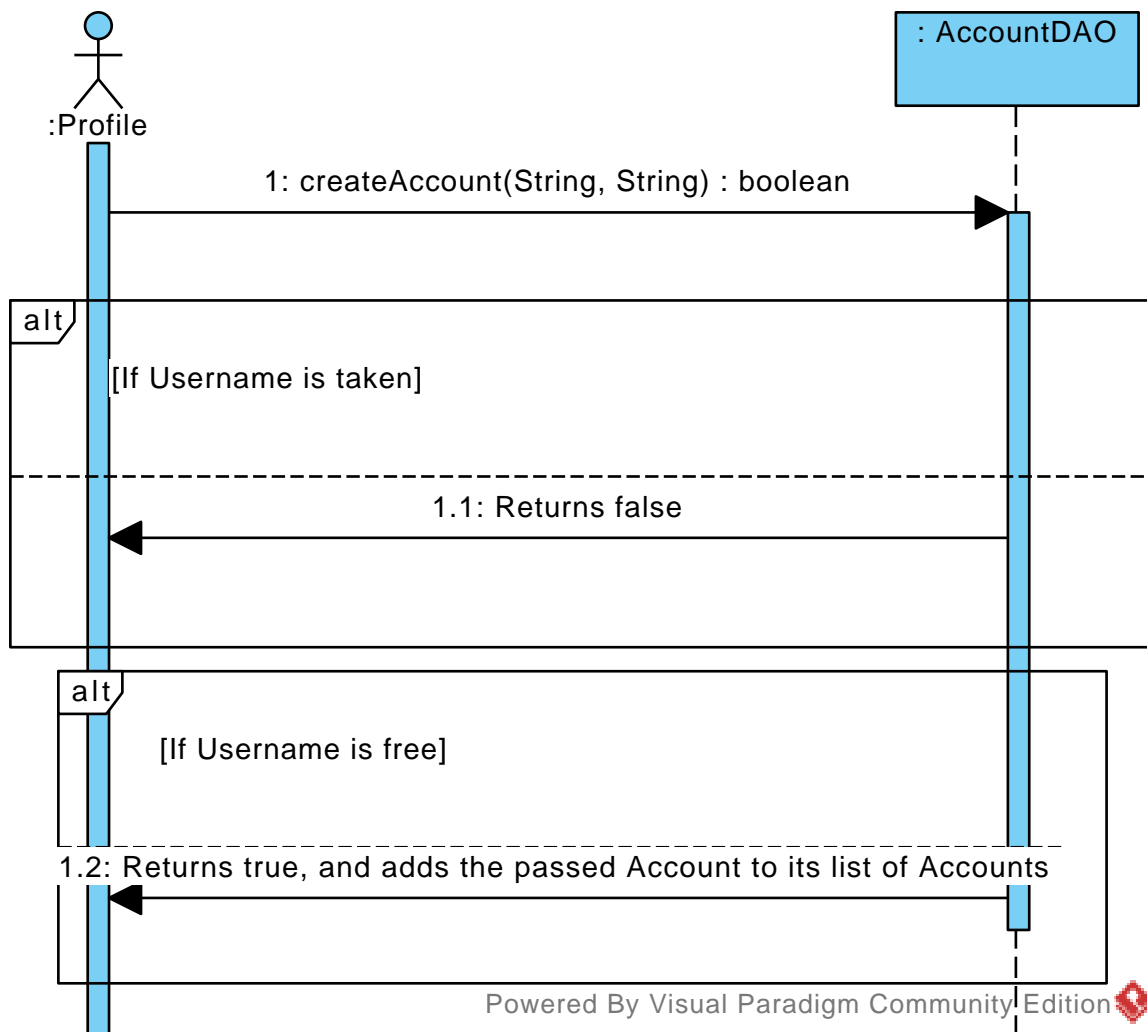 : AccountDAO
:Profile
1: createAccount(String, String) : boolean
alt
[If Username is taken]
1.1: Returns false
alt
[If Username is free]
1.2: Returns true, and adds the passed Account to its list of Accounts
Powered By Visual Paradigm Community Edition